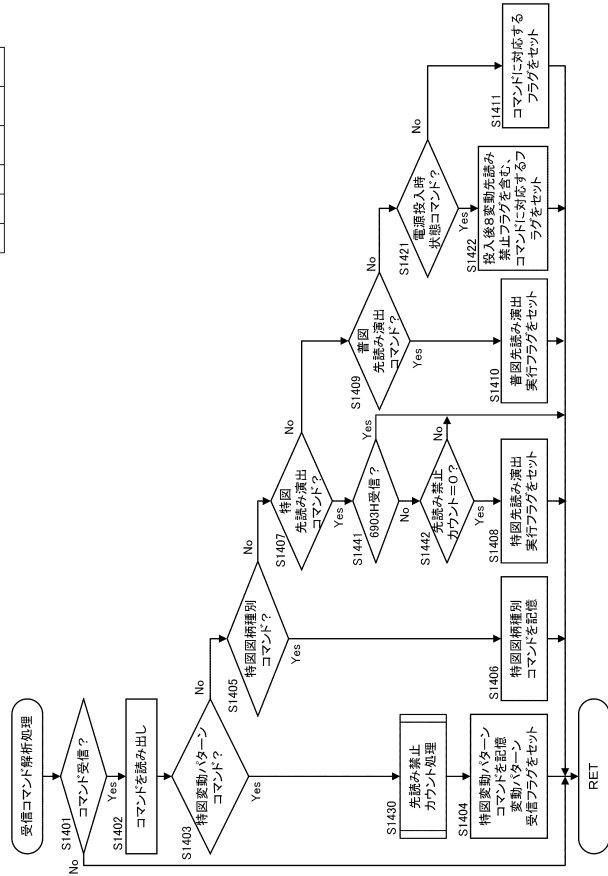 受信コマンド解析処理
S1401
コマンド受信？
No
Yes
S1402
コマンドを読み出し
S1403
特図変動パターン
コマンド？
No
Yes
S1430
先読み禁止
カウント処理
S1404
特図変動パターン
コマンドを記憶
変動パターン
受信フラグをセット
S1405
特図図柄種別
コマンド？
No
Yes
S1406
特図図柄種別
コマンドを記憶
S1407
特図
先読み演出
コマンド？
No
Yes
S1441
6903H受信？
Yes
No
S1442
先読み禁止
カウント=0？
No
Yes
S1408
特図先読み演出
実行フラグをセット
S1409
普図
先読み演出
コマンド？
No
Yes
S1410
普図先読み演出
実行フラグをセット
S1421
電源投入時
状態コマンド？
No
Yes
S1422
投入後8変動先読み
禁止フラグを含む、
コマンドに対応するフ
ラグをセット
S1411
コマンドに対応する
フラグをセット
RET